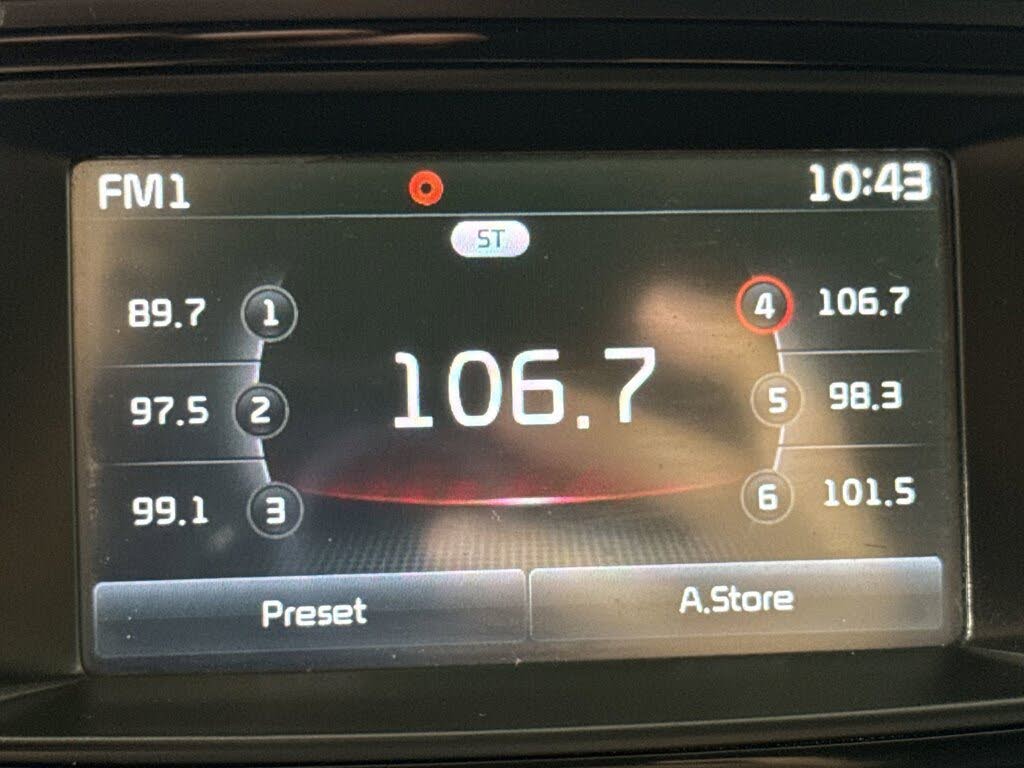 FM1 10:43
ST
89.7 1 4 106.7
106.7
97.5 2 5 98.3
99.1 3 6 101.5
Preset A.Store